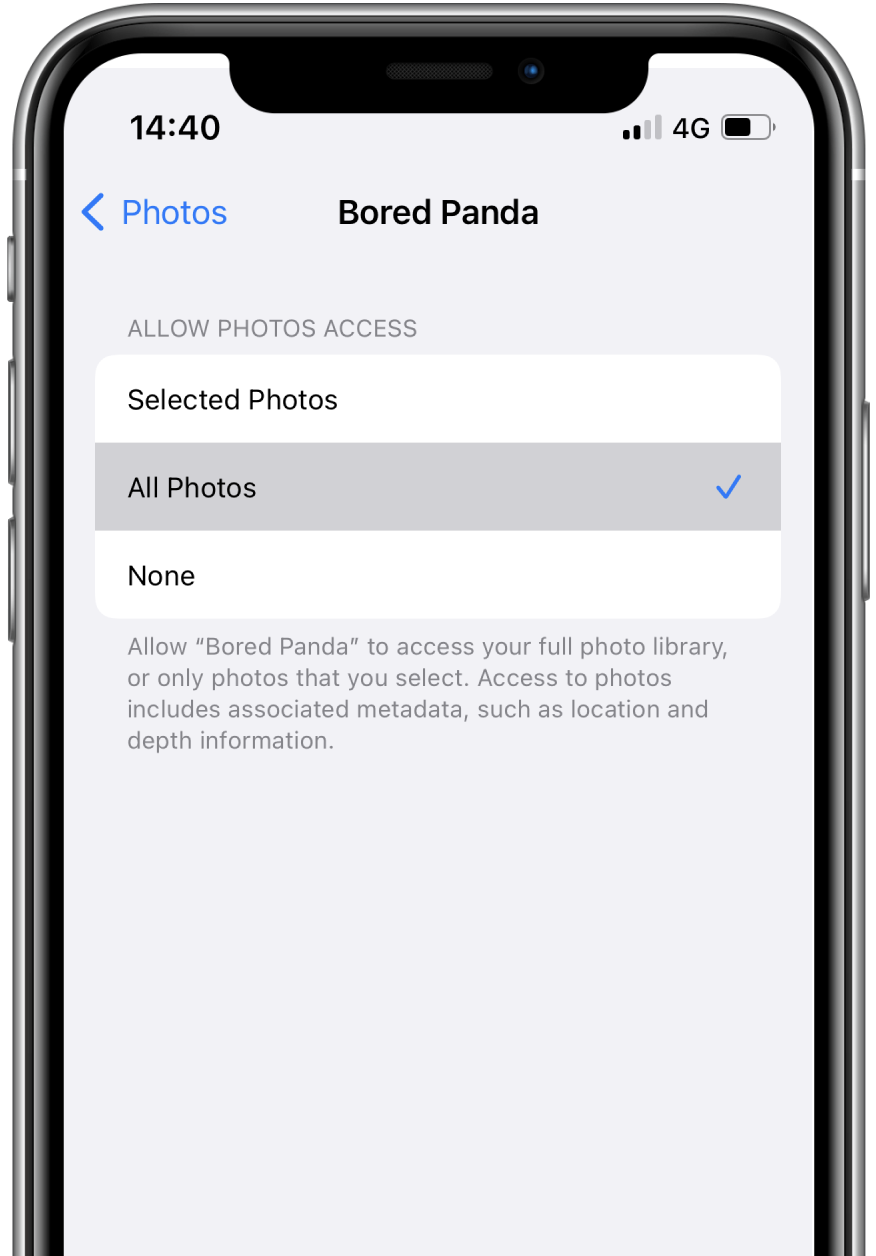 14:40
4G
Photos
Bored Panda
ALLOW PHOTOS ACCESS
Selected Photos
All Photos
None
Allow “Bored Panda” to access your full photo library,
or only photos that you select. Access to photos
includes associated metadata, such as location and
depth information.